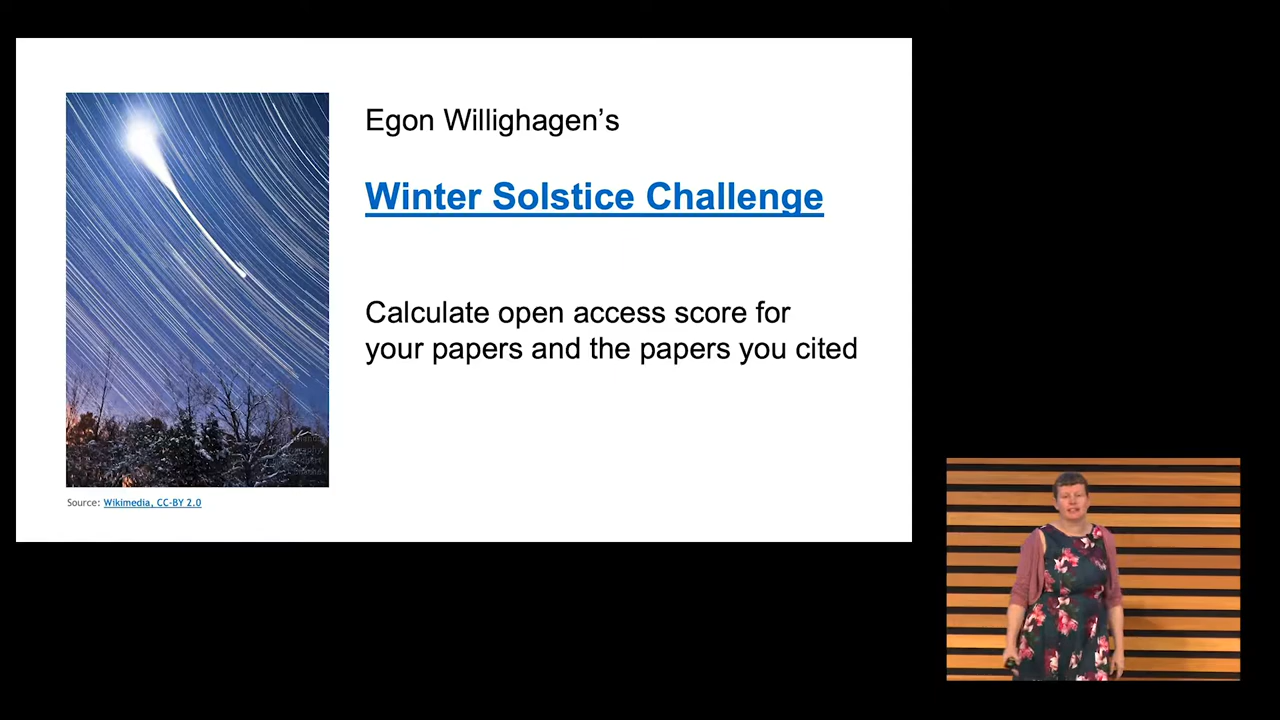 Egon Willighagen’s
Winter Solstice Challenge
Calculate open access score for
your papers and the papers you cited
Source: Wikimedia, CC-BY 2.0